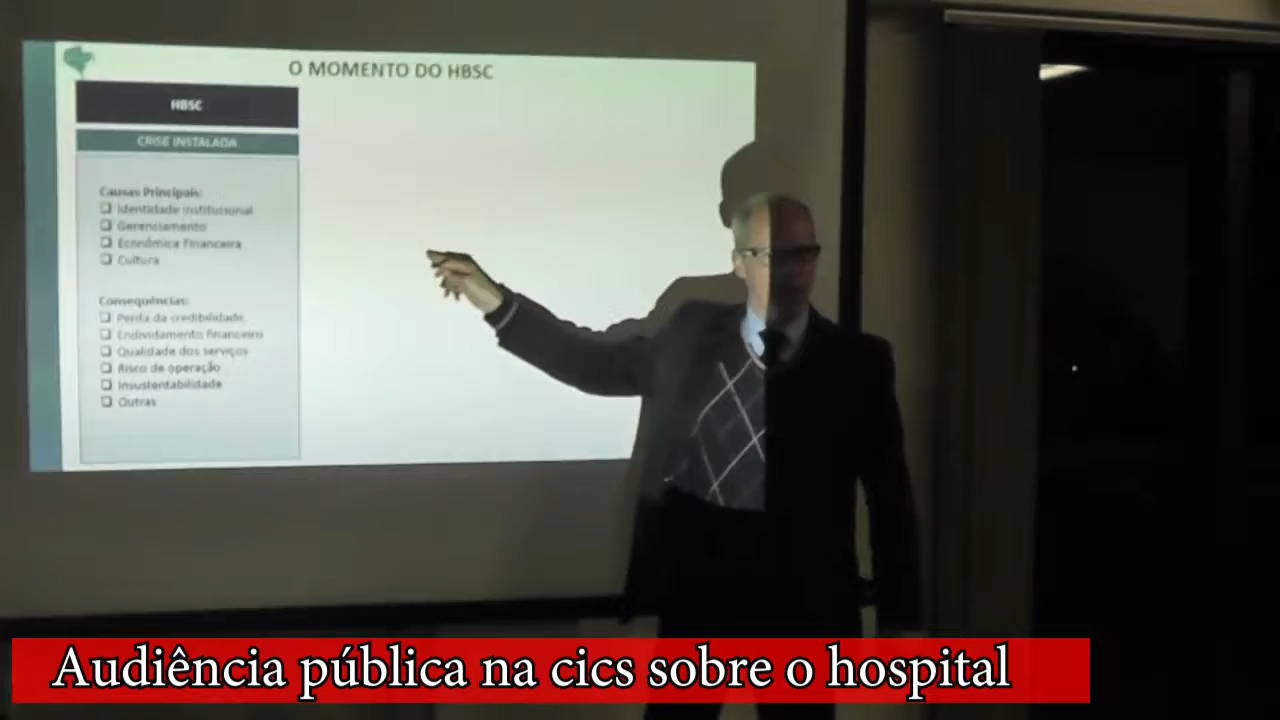 O MOMENTO DO HBSC
HBSC
CRISE INSTALADA
Causas Principais:
Identidade institucional
Gerenciamento
Econômica Financeira
Cultura
Consequências:
Perda da credibilidade
Endividamento financeiro
Qualidade dos serviços
Risco de operação
Insustentabilidade
Outras
Audiência pública na cics sobre o hospital